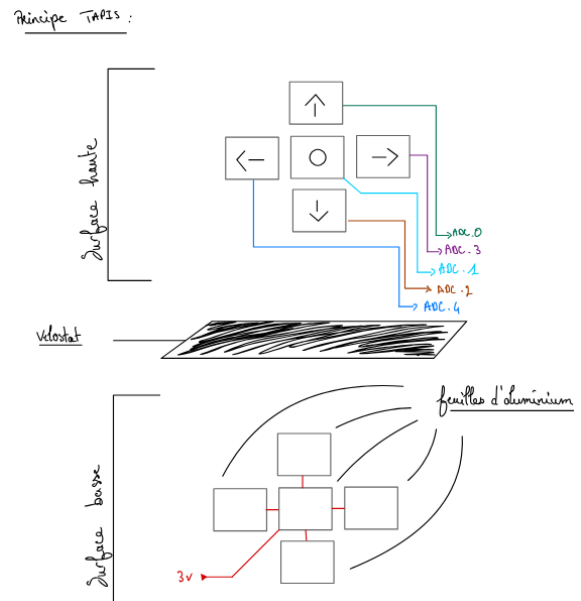 Principe TAPIS :
Surface haute
ADC.0
ADC.3
ADC.1
ADC.2
ADC.4
Velostat
feuilles d'aluminium
Surface basse
3v